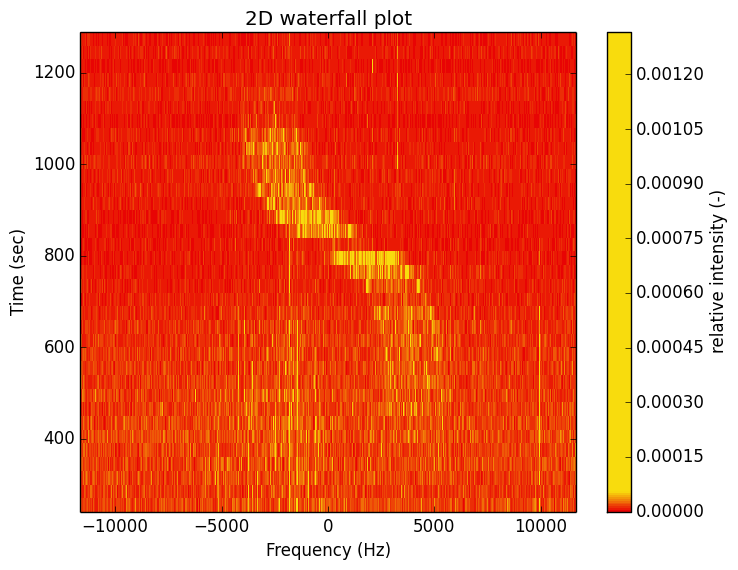 2D waterfall plot
1200
1000
800
600
400
Time (sec)
−10000 −5000 0 5000 10000
Frequency (Hz)
0.00120
0.00105
0.00090
0.00075
0.00060
0.00045
0.00030
0.00015
0.00000
relative intensity (-)